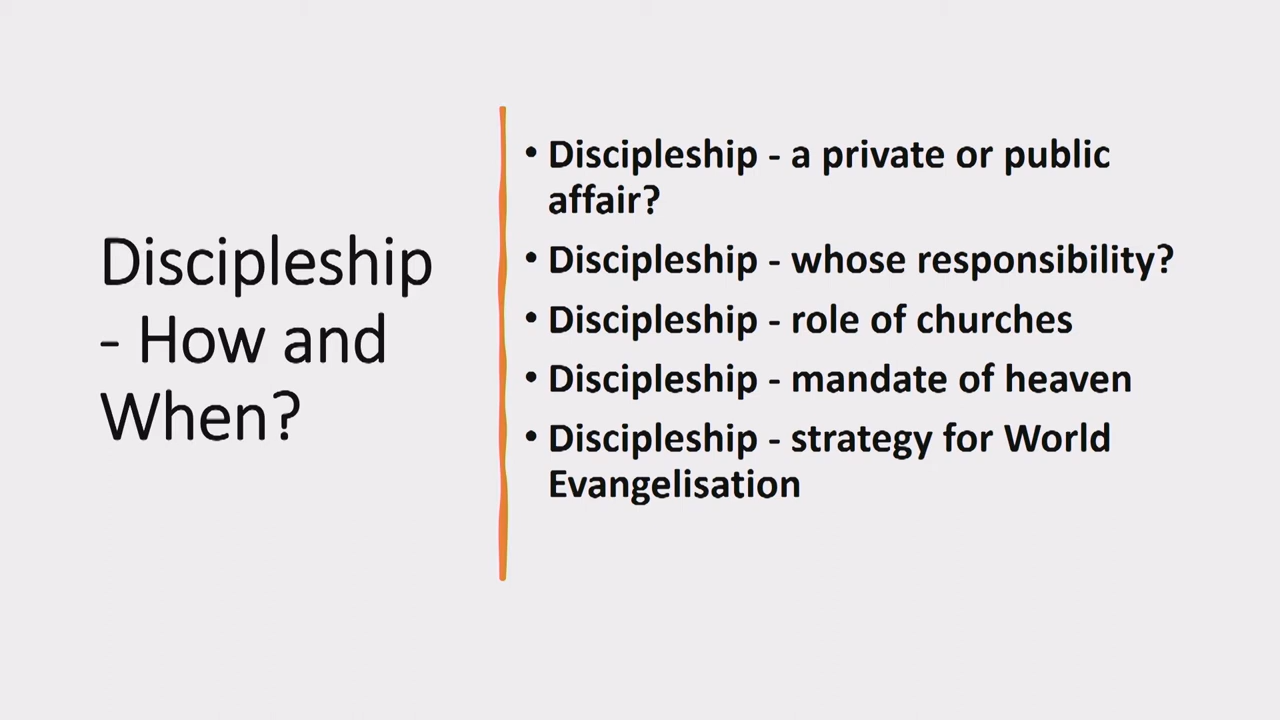 Discipleship
- How and
When?
• Discipleship - a private or public
affair?
• Discipleship - whose responsibility?
• Discipleship - role of churches
• Discipleship - mandate of heaven
• Discipleship - strategy for World
Evangelisation